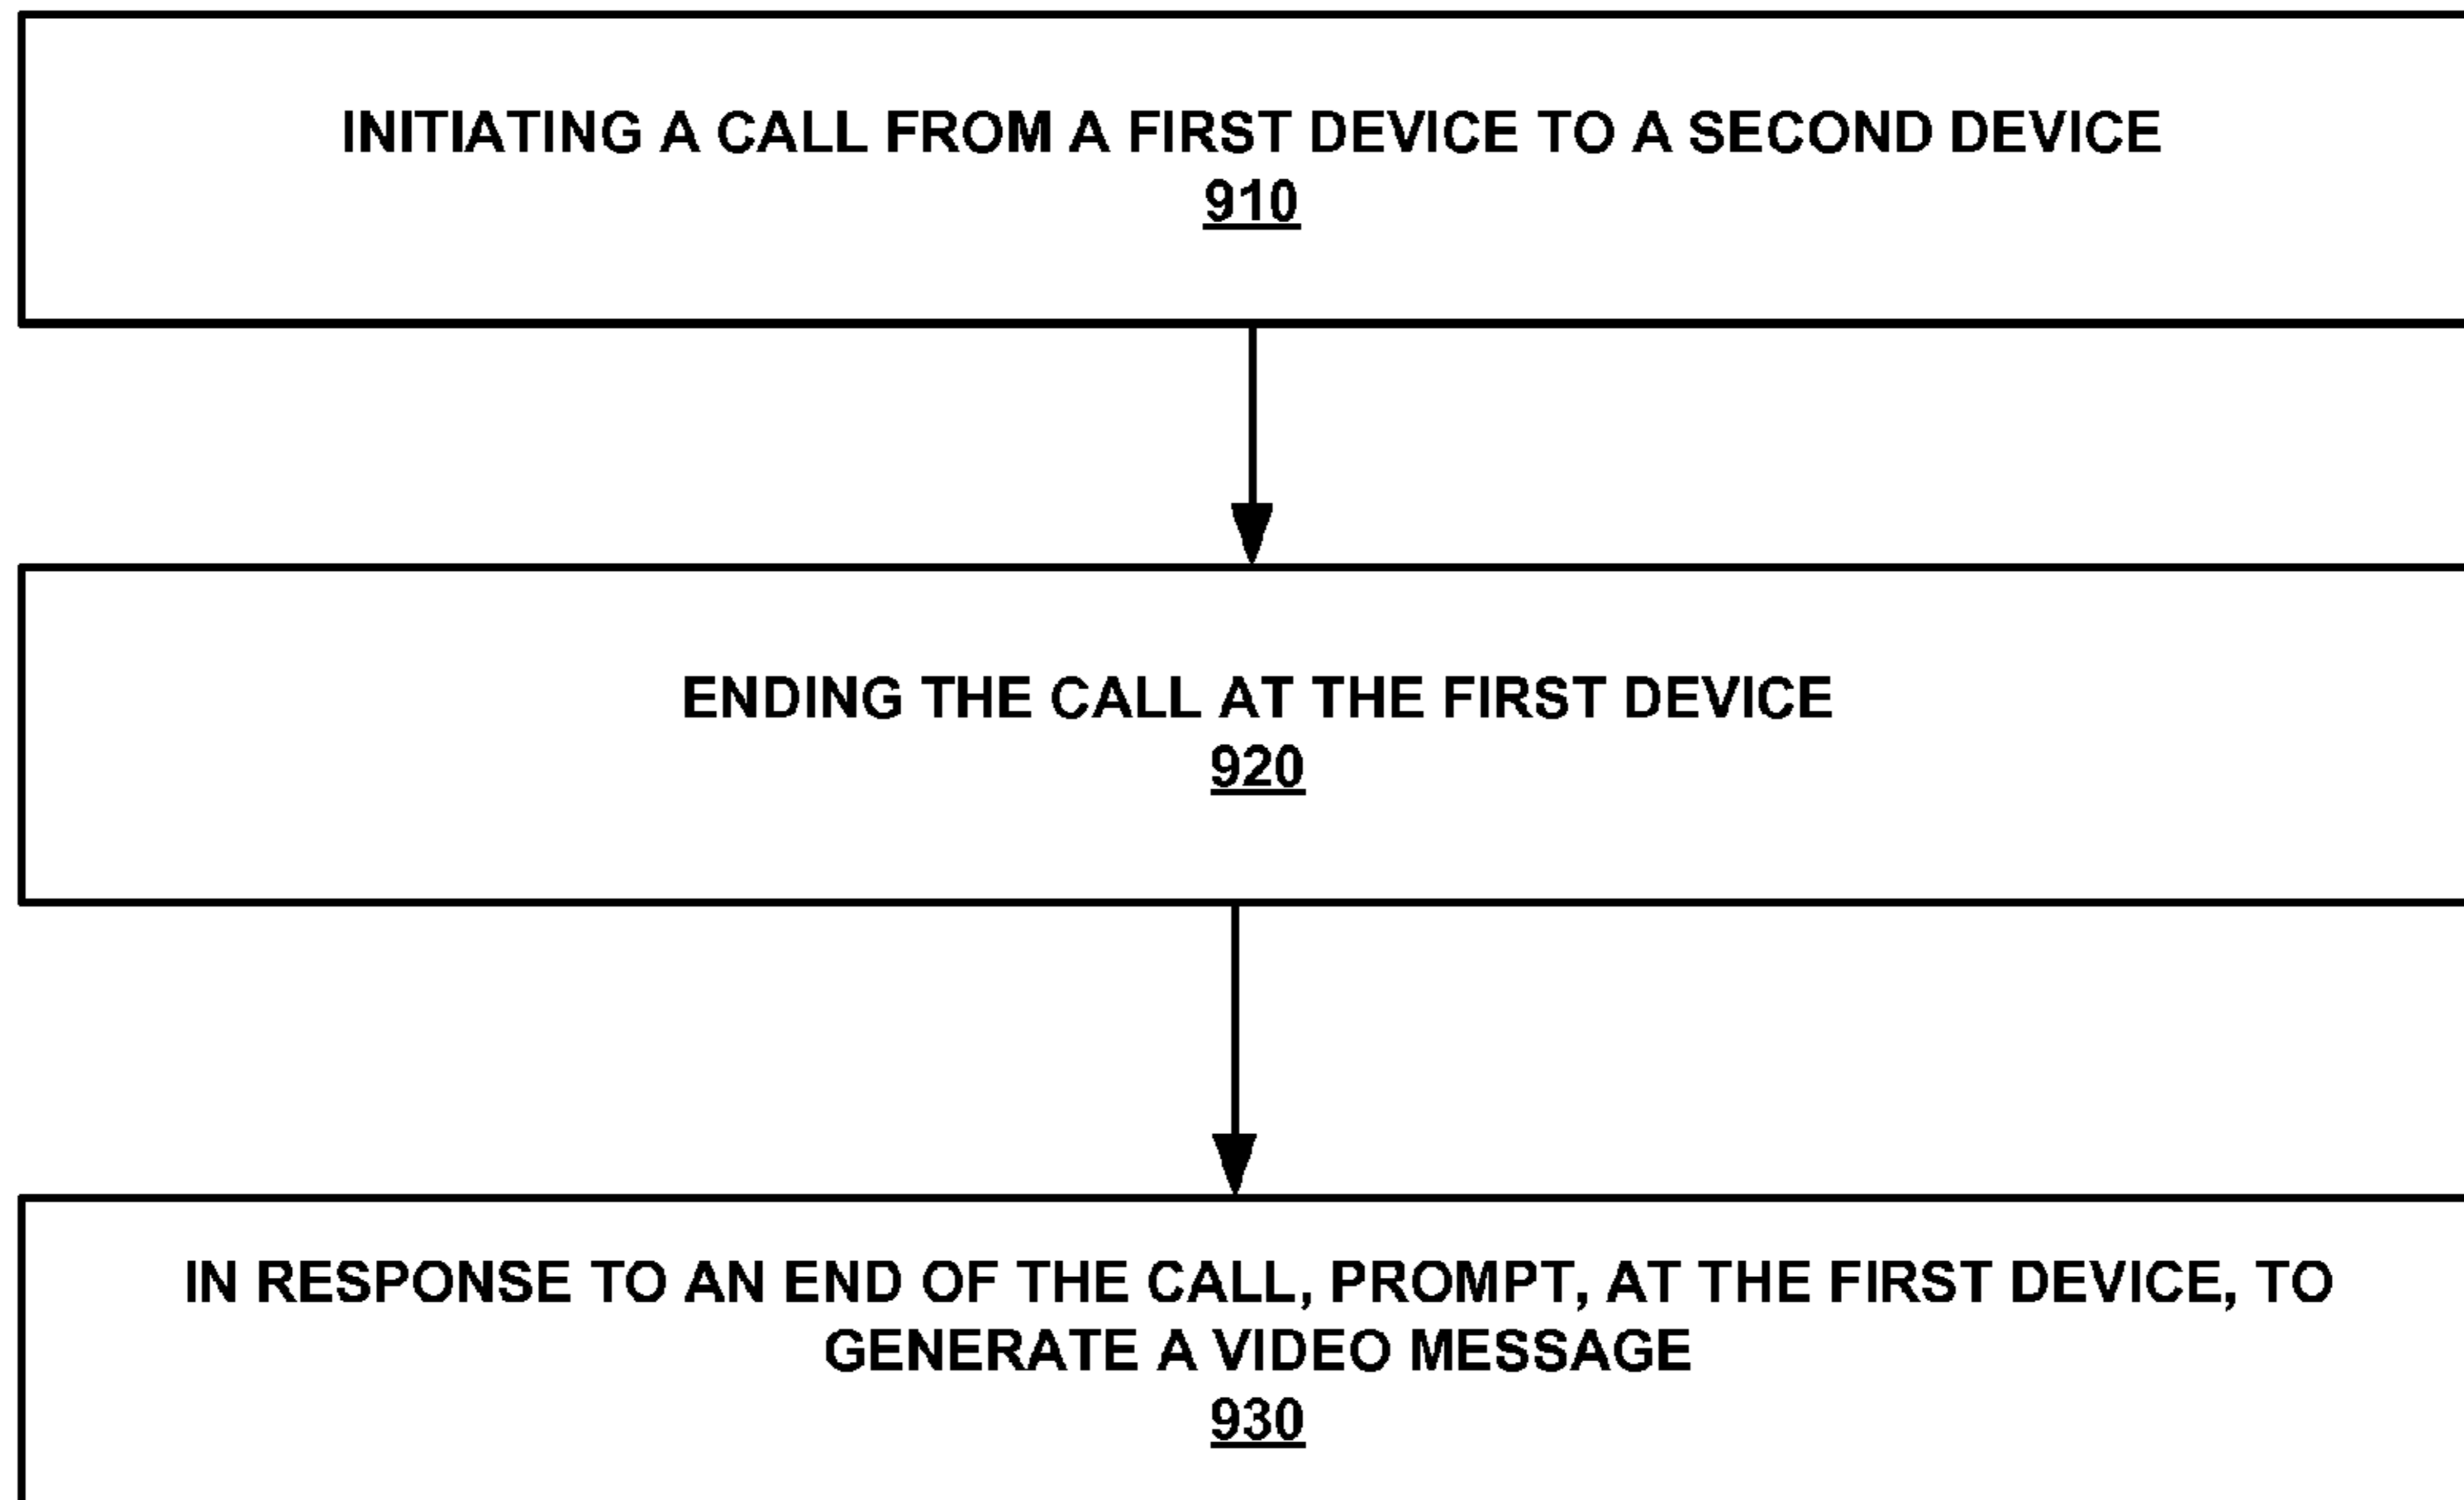 INITIATING A CALL FROM A FIRST DEVICE TO A SECOND DEVICE
910
ENDING THE CALL AT THE FIRST DEVICE
920
IN RESPONSE TO AN END OF THE CALL, PROMPT, AT THE FIRST DEVICE, TO
GENERATE A VIDEO MESSAGE
930